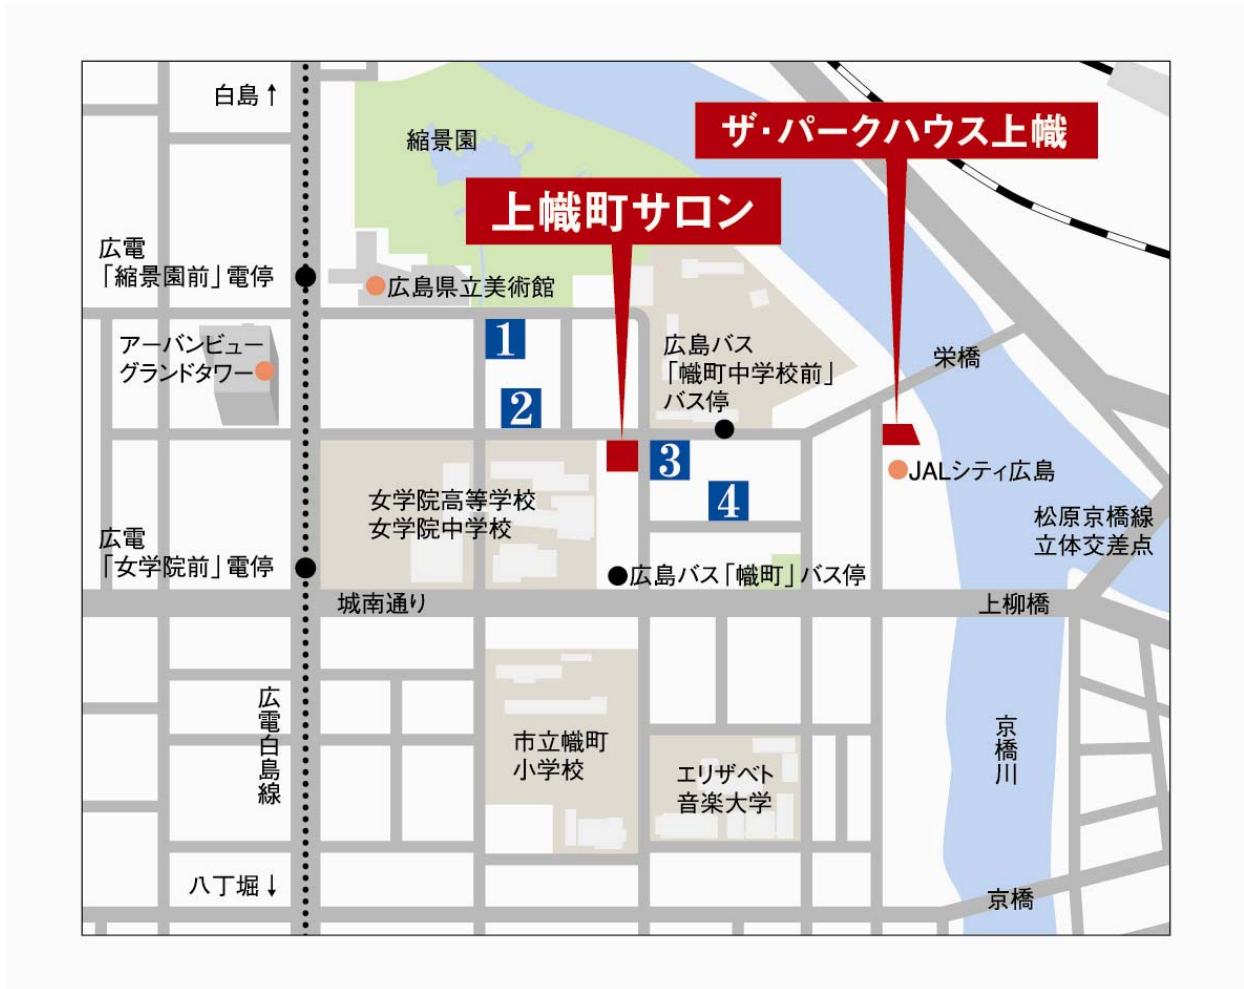 白島↑
縮景園
ザ・パークハウス上幟
上幟町サロン
広電
「縮景園前」電停
広島県立美術館
アーバンビュー
グランドタワー
1
2
広島バス
「幟町中学校前」
バス停
栄橋
3
4
JALシティ広島
女学院高等学校
女学院中学校
松原京橋線
立体交差点
広電
「女学院前」電停
広島バス「幟町」バス停
城南通り
上柳橋
広電白島線
市立幟町
小学校
エリザベト
音楽大学
京橋川
八丁堀↓
京橋